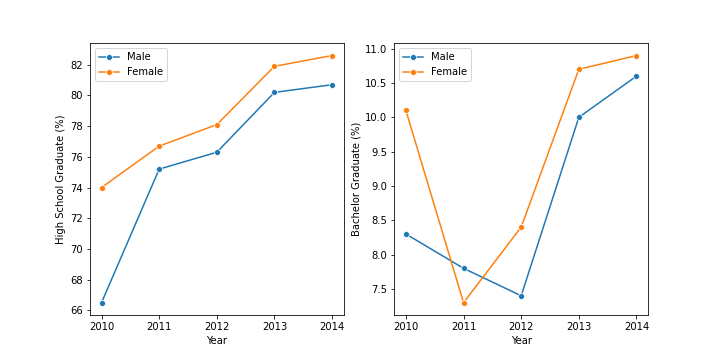 Male
Female
82
80
78
76
74
72
70
68
66
High School Graduate (%)
2010 2011 2012 2013 2014
Year
Male
Female
11.0
10.5
10.0
9.5
9.0
8.5
8.0
7.5
Bachelor Graduate (%)
2010 2011 2012 2013 2014
Year